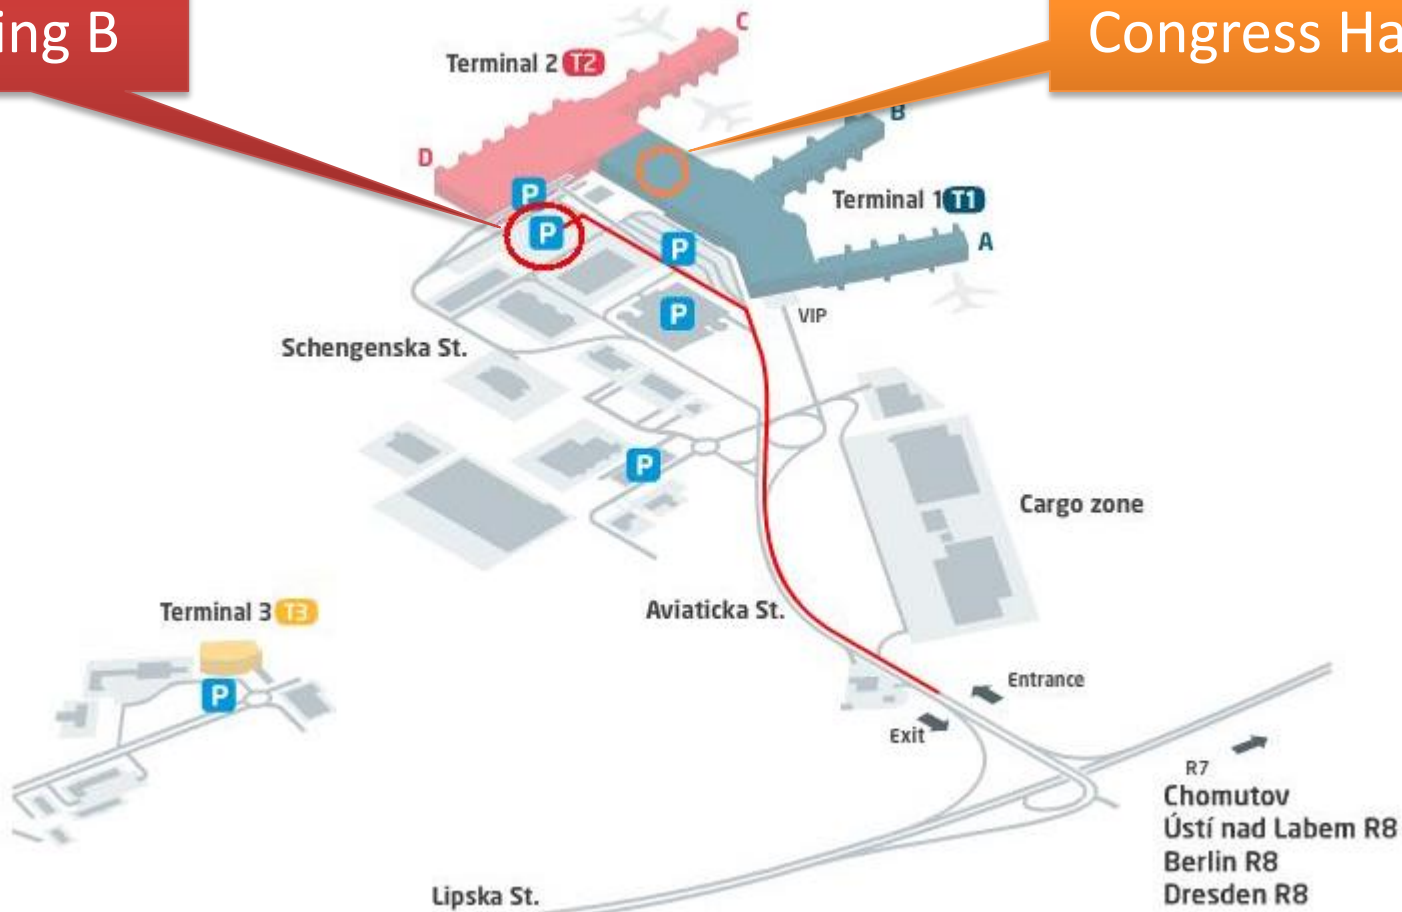 ing B
Congress Ha
C
Terminal 2 T2
B
D
P
Terminal 1 T1
P
P
A
P
VIP
Schengenska St.
P
Cargo zone
Terminal 3 T3
Aviaticka St.
P
Entrance
Exit
R7
Chomutov
Ústí nad Labem R8
Berlin R8
Dresden R8
Lipska St.